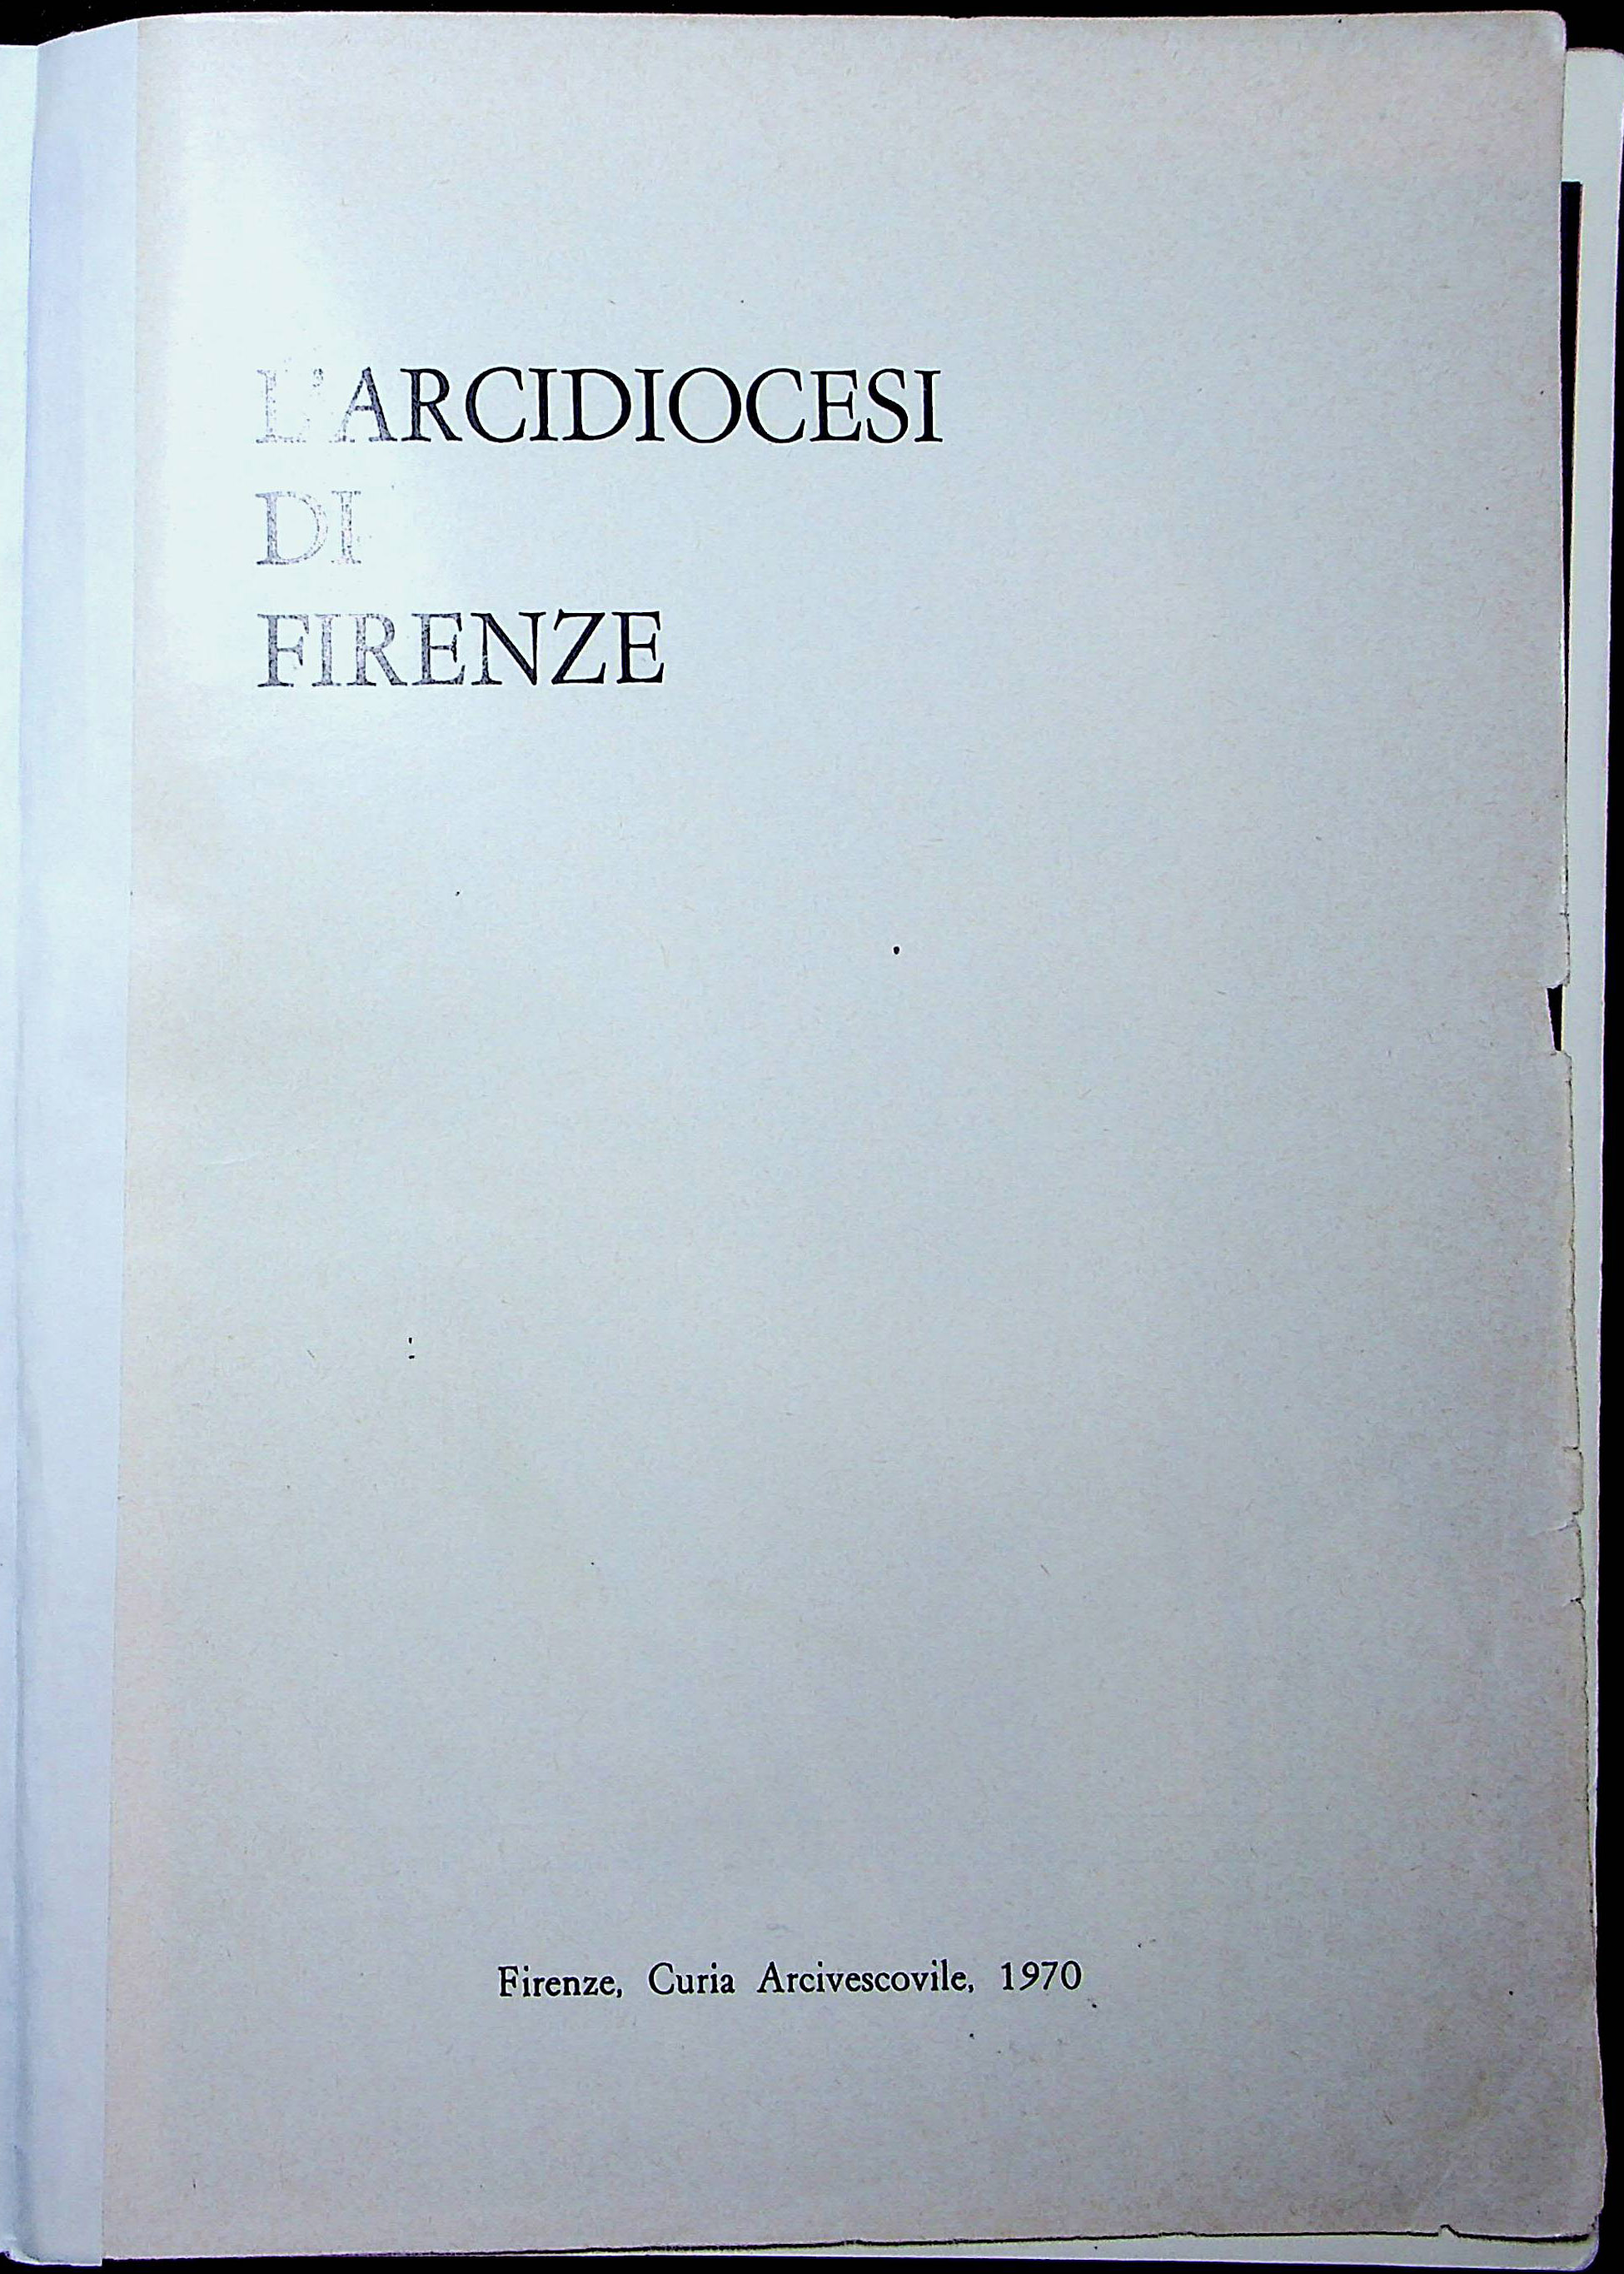 L'ARCIDIOCESI
DI
FIRENZE
Firenze, Curia Arcivescovile, 1970